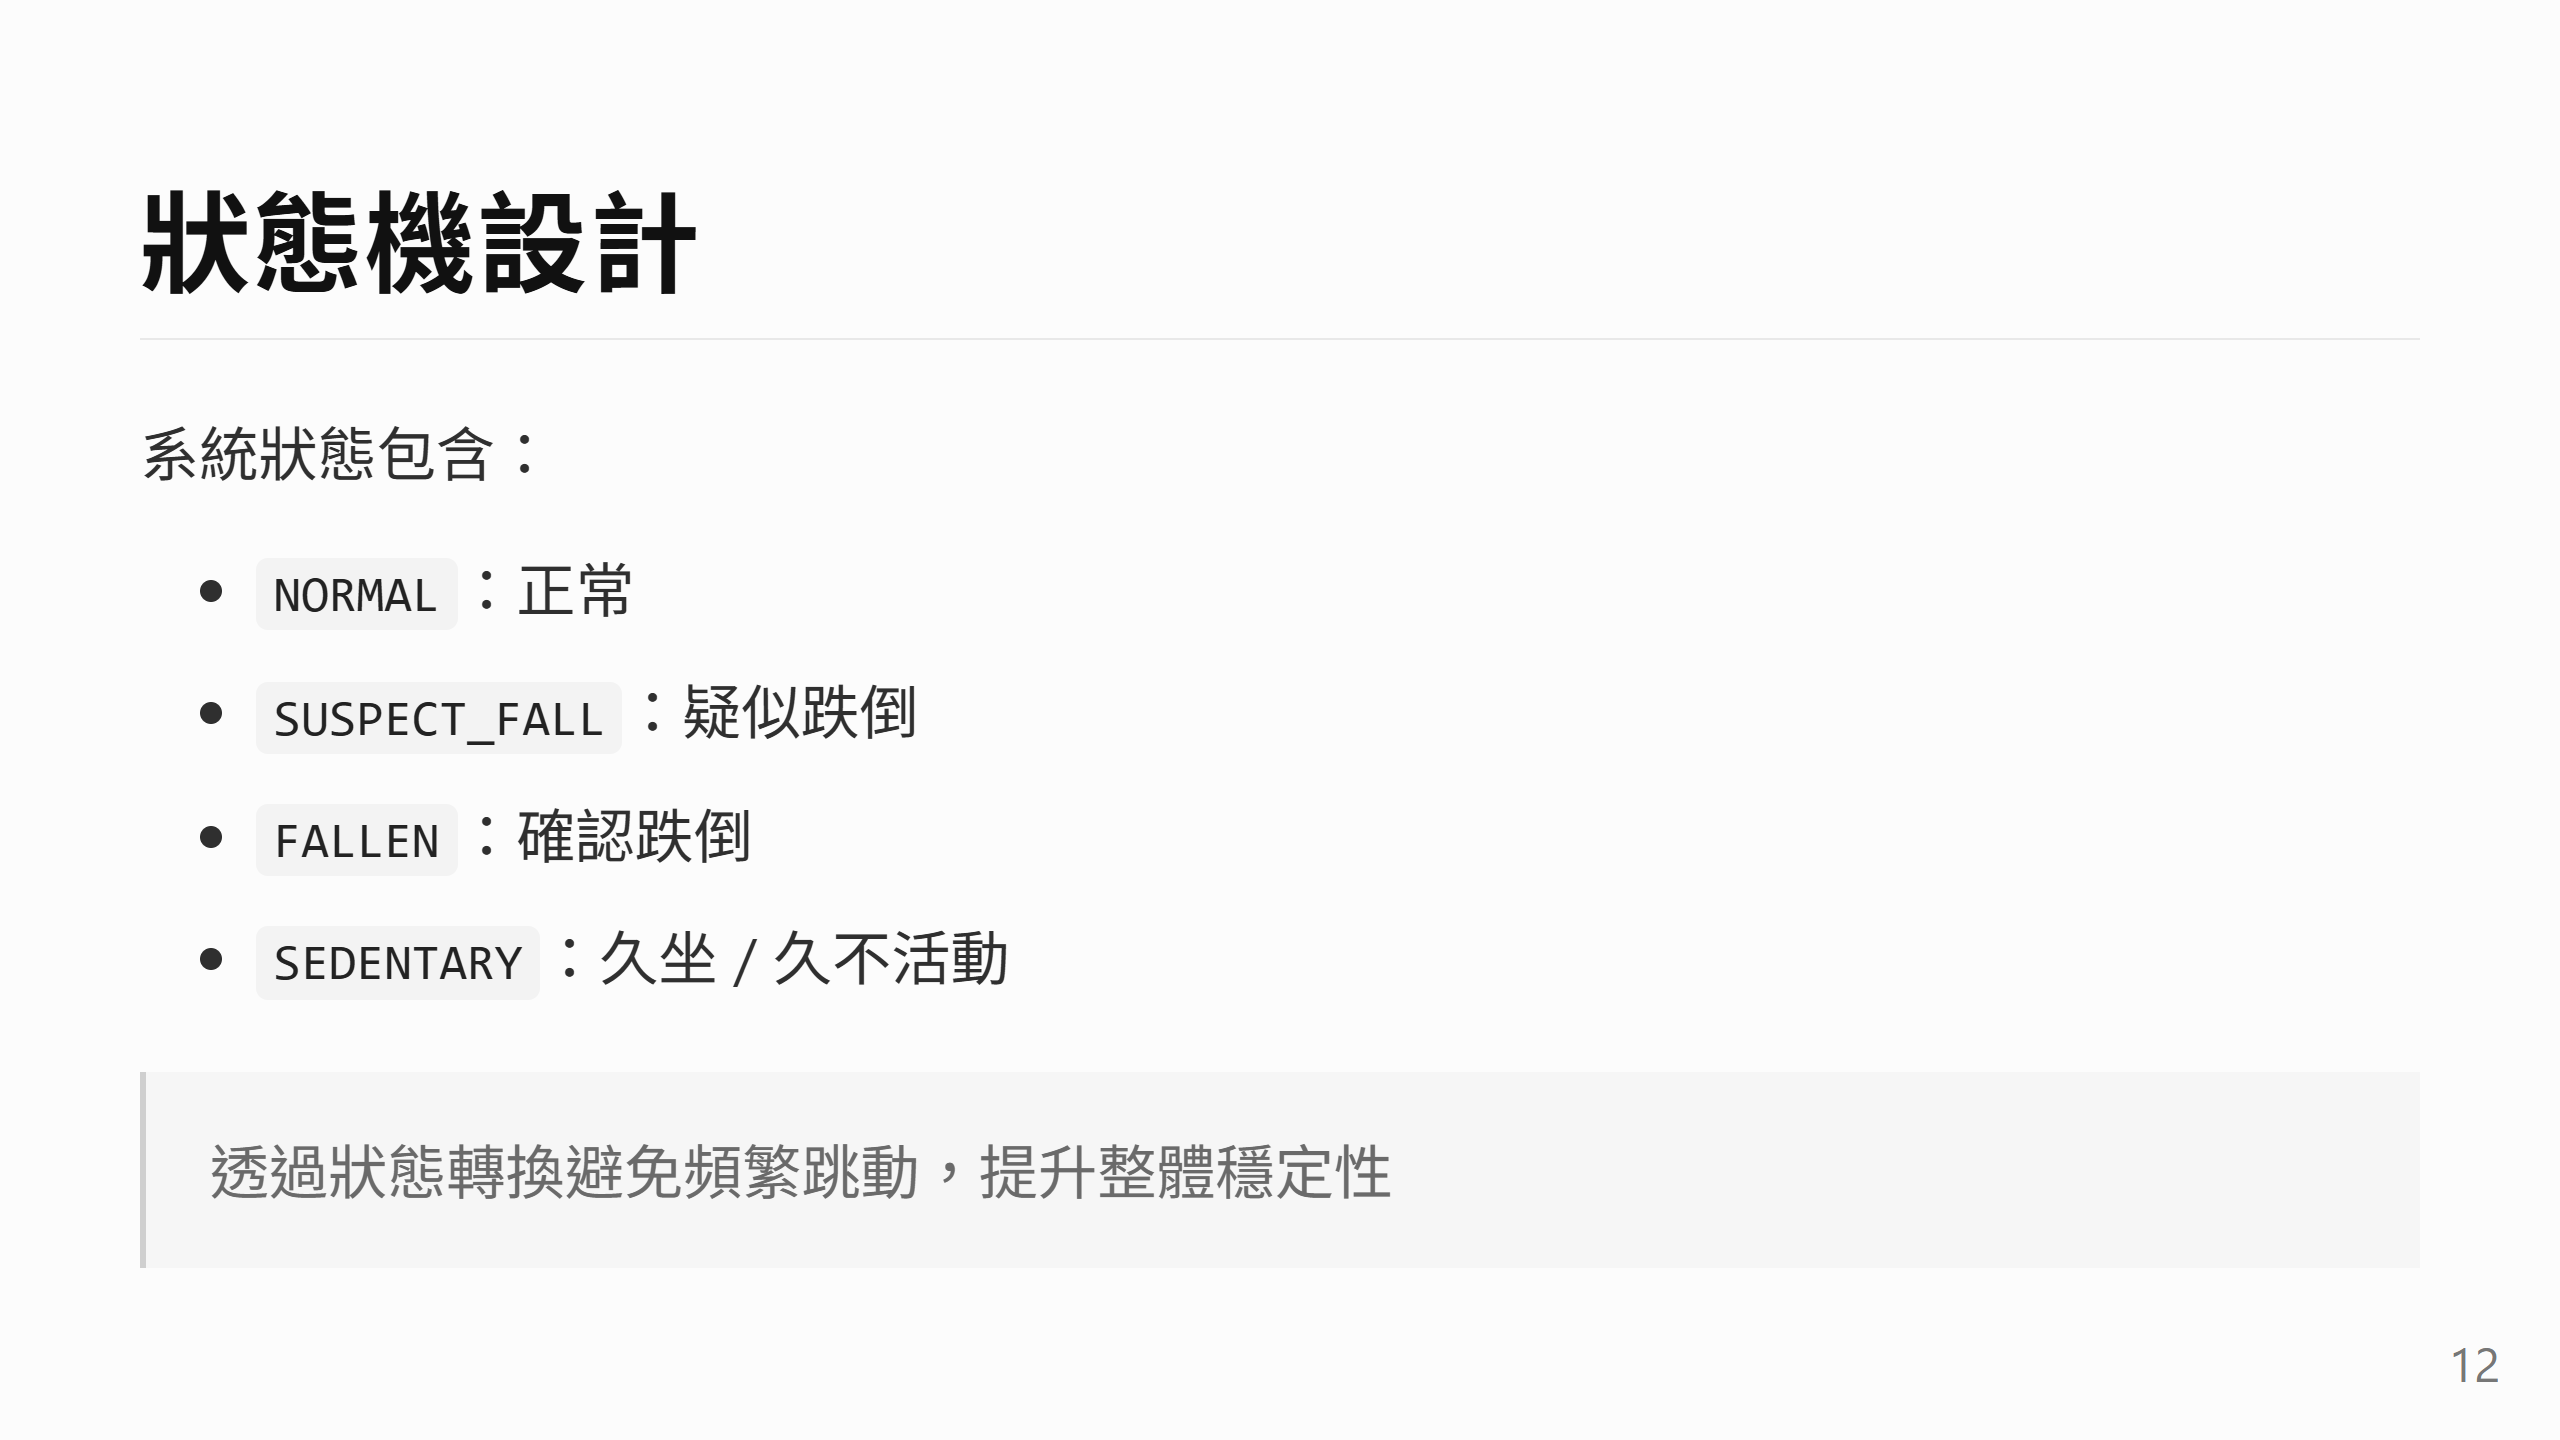 狀態機設計
系統狀態包含：
NORMAL：正常
SUSPECT_FALL：疑似跌倒
FALLEN：確認跌倒
SEDENTARY：久坐 / 久不活動
透過狀態轉換避免頻繁跳動，提升整體穩定性
12